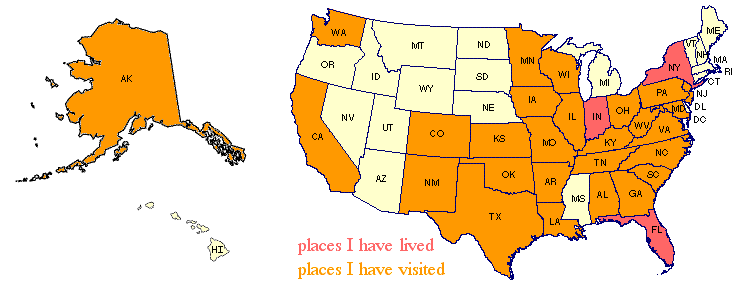 AK
HI
WA
OR
CA
NV
ID
MT
WY
UT
AZ
CO
NM
ND
SD
NE
KS
OK
TX
MN
IA
MO
AR
LA
WI
IL
MI
IN
OH
KY
TN
MS
AL
GA
FL
SC
NC
VA
WV
PA
NY
VT
NH
ME
MA
RI
CT
NJ
DL
MD
DC
places I have lived
places I have visited